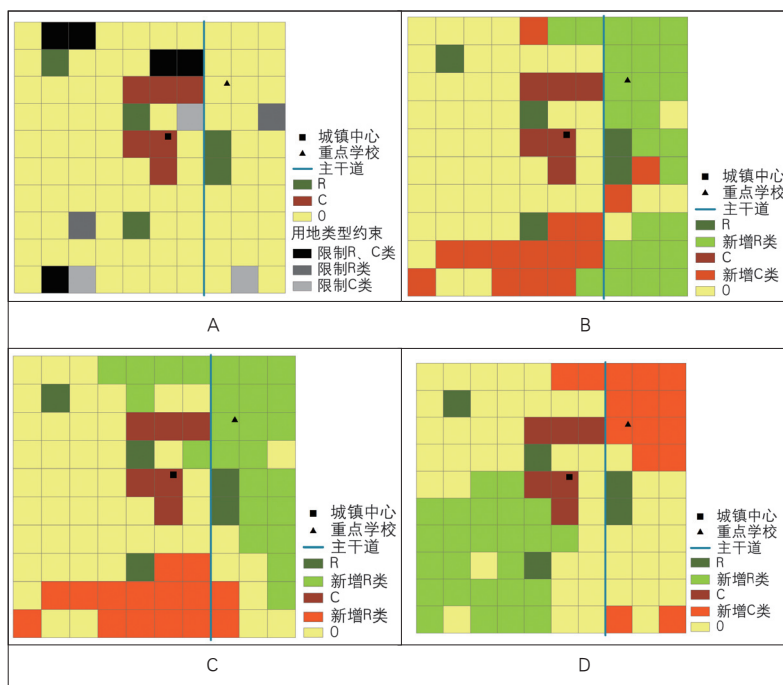 城镇中心
重点学校
主干道
R
C
O
用地类型约束
限制R、C类
限制R类
限制C类
A
城镇中心
重点学校
主干道
R
新增R类
C
新增C类
O
B
城镇中心
重点学校
主干道
R
新增R类
C
新增R类
O
C
城镇中心
重点学校
主干道
R
新增R类
C
新增C类
O
D